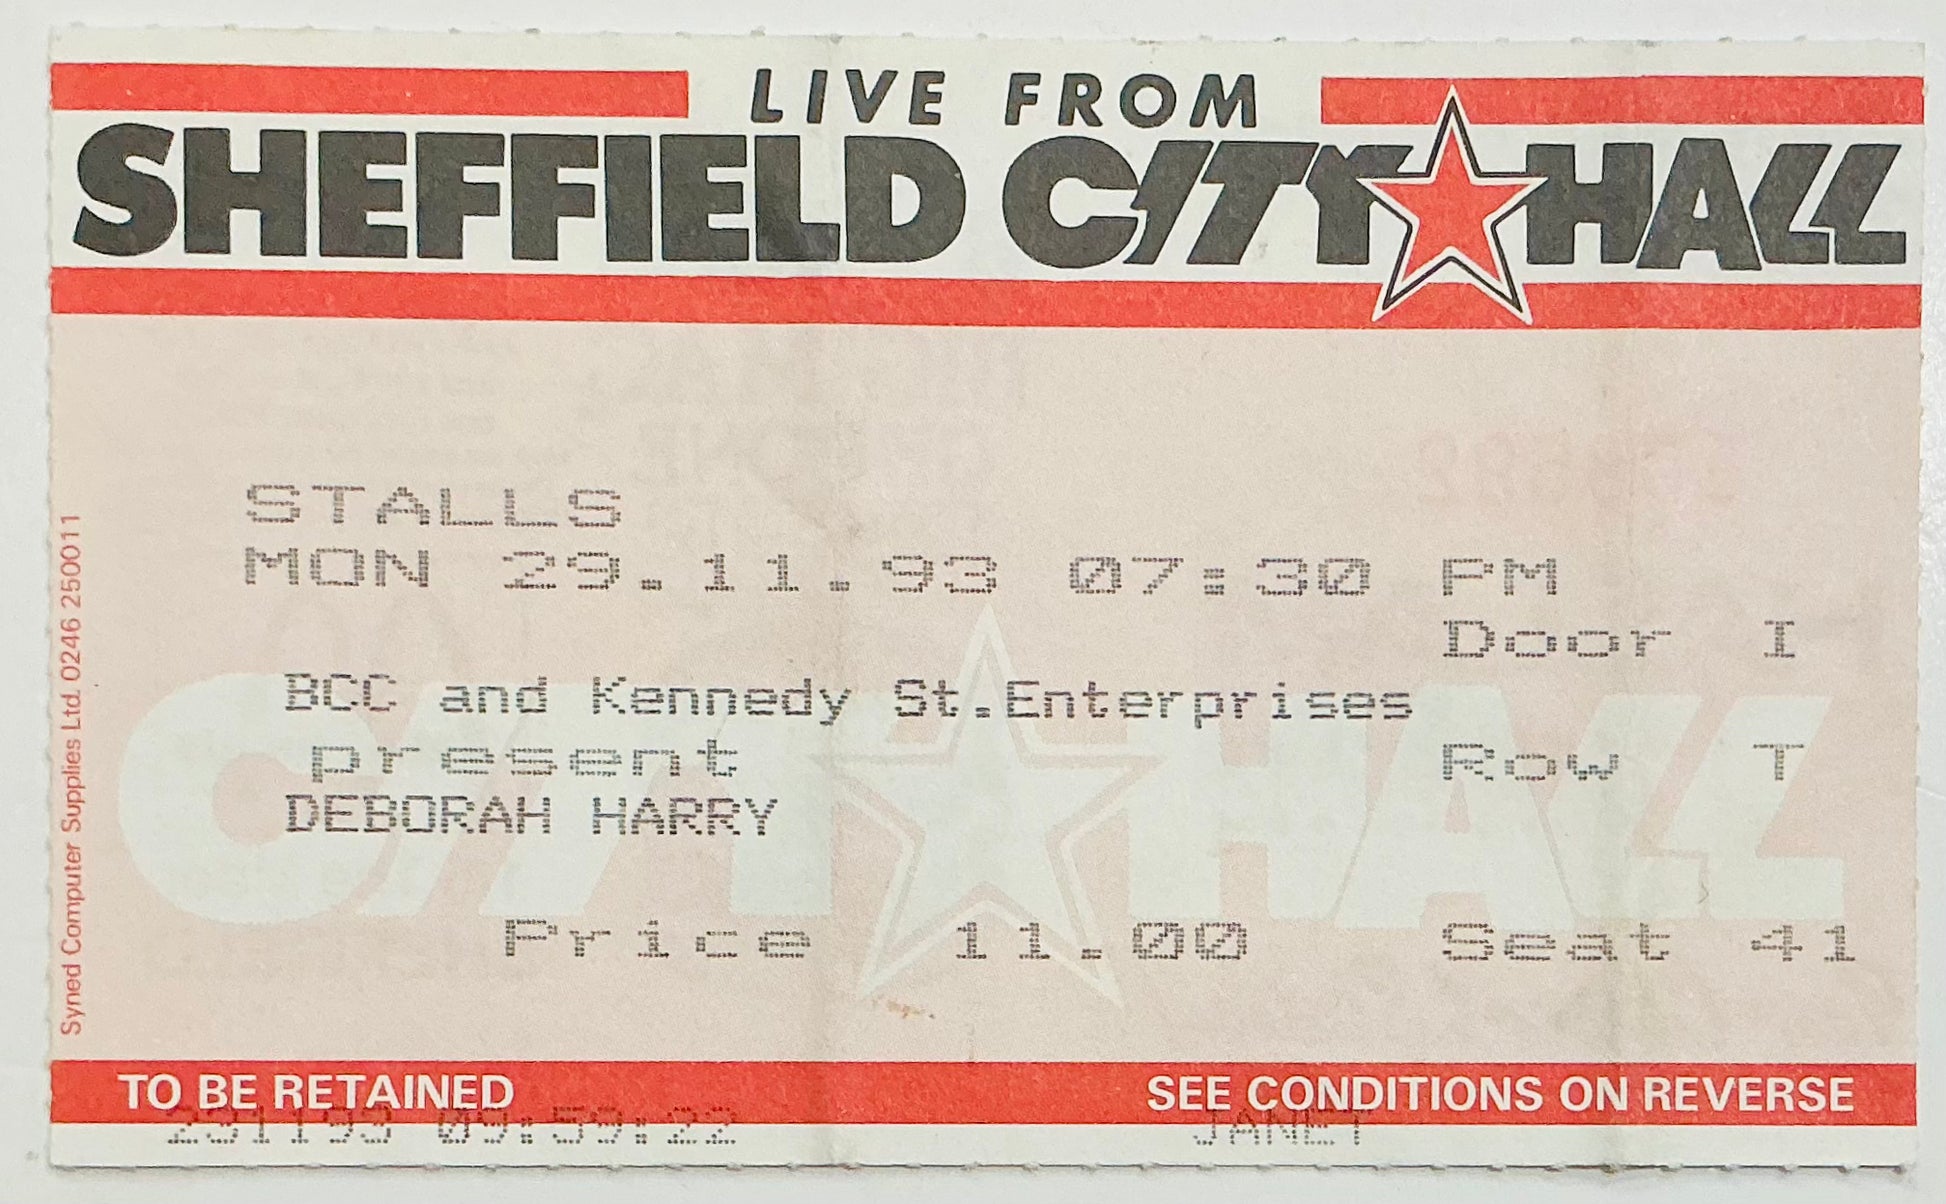 LIVE FROM
SHEFFIELD CITY HALL
STALLS
MON 29.11.93 07:30 PM
Door I
BCC and Kennedy St.Enterprises
present
Row T
DEBORAH HARRY
Price 11.00 Seat 41
Syned Computer Supplies Ltd. 0246 250011
CITY HALL
TO BE RETAINED SEE CONDITIONS ON REVERSE
231193 09:59:22 JANET